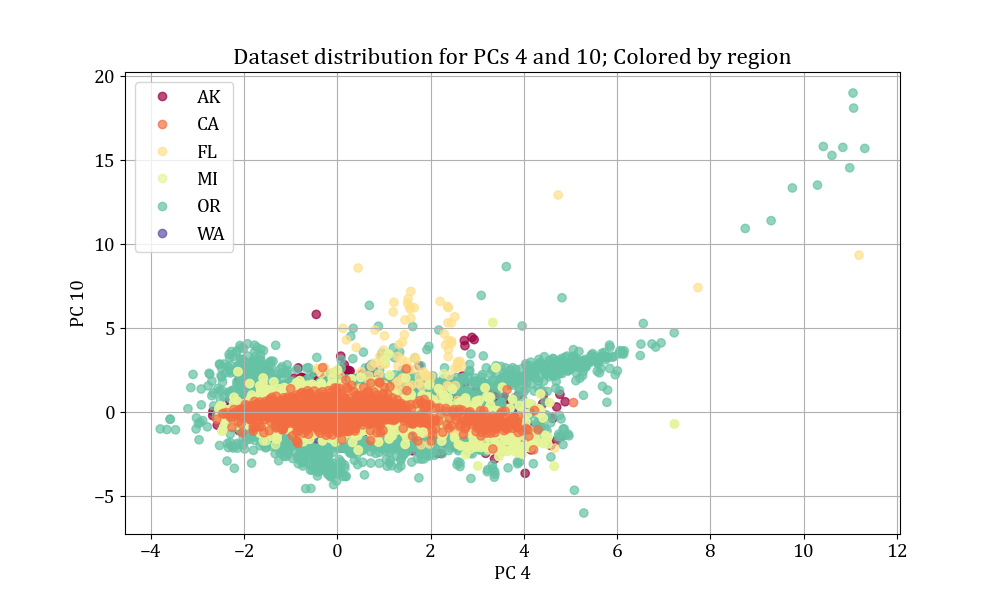 Dataset distribution for PCs 4 and 10; Colored by region
20
15
10
5
0
−5
PC 10
AK
CA
FL
MI
OR
WA
−4 −2 0 2 4 6 8 10 12
PC 4